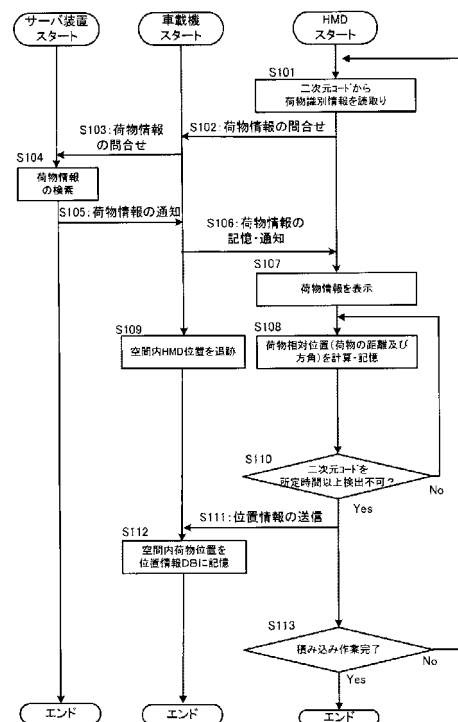 サーバ装置
スタート
車載機
スタート
HMD
スタート
S101
二次元コードから
荷物識別情報を読取り
S102:荷物情報の問合せ
S103:荷物情報
の問合せ
S104
荷物情報
の検索
S105:荷物情報の通知
S106:荷物情報の
記憶・通知
S107
荷物情報を表示
S109
空間内HMD位置を追跡
S108
荷物相対位置(荷物の距離及び
方角)を計算・記憶
S110
二次元コードを
所定時間以上検出不可?
No
Yes
S111:位置情報の送信
S112
空間内荷物位置を
位置情報DBに記憶
S113
積み込み作業完了
No
Yes
エンド
エンド
エンド